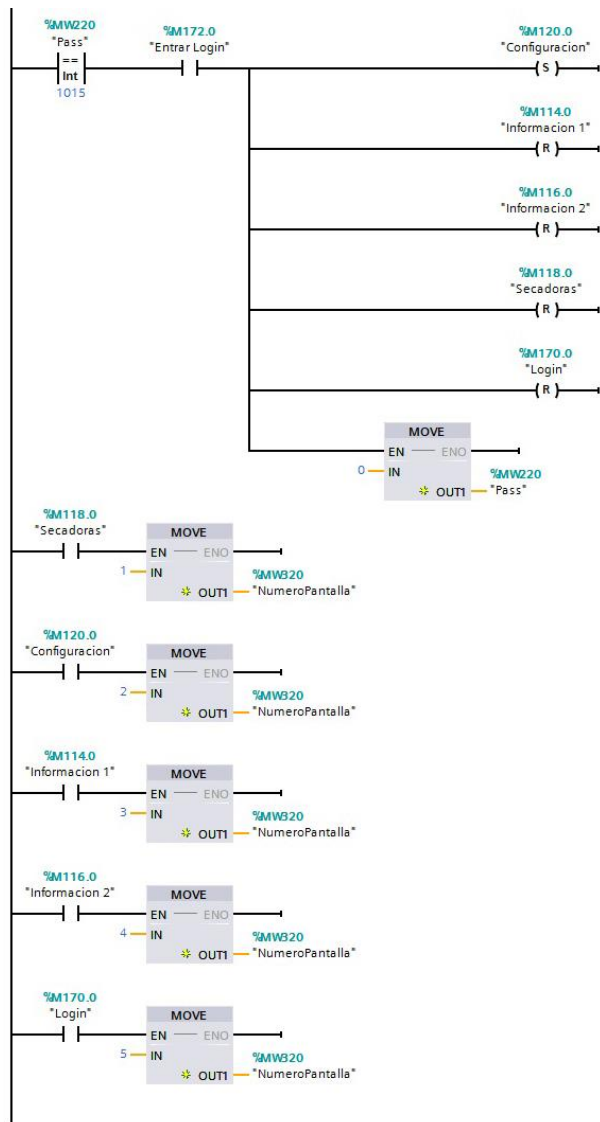 %MW220
"Pass"
==
Int
1015
%M172.0
"Entrar Login"
%M120.0
"Configuracion"
S
%M114.0
"Informacion 1"
R
%M116.0
"Informacion 2"
R
%M118.0
"Secadoras"
R
%M170.0
"Login"
R
MOVE
EN ENO
0 IN
OUT1
%MW220
"Pass"
%M118.0
"Secadoras"
MOVE
EN ENO
1 IN
OUT1
%MW320
"NumeroPantalla"
%M120.0
"Configuracion"
MOVE
EN ENO
2 IN
OUT1
%MW320
"NumeroPantalla"
%M114.0
"Informacion 1"
MOVE
EN ENO
3 IN
OUT1
%MW320
"NumeroPantalla"
%M116.0
"Informacion 2"
MOVE
EN ENO
4 IN
OUT1
%MW320
"NumeroPantalla"
%M170.0
"Login"
MOVE
EN ENO
5 IN
OUT1
%MW320
"NumeroPantalla"